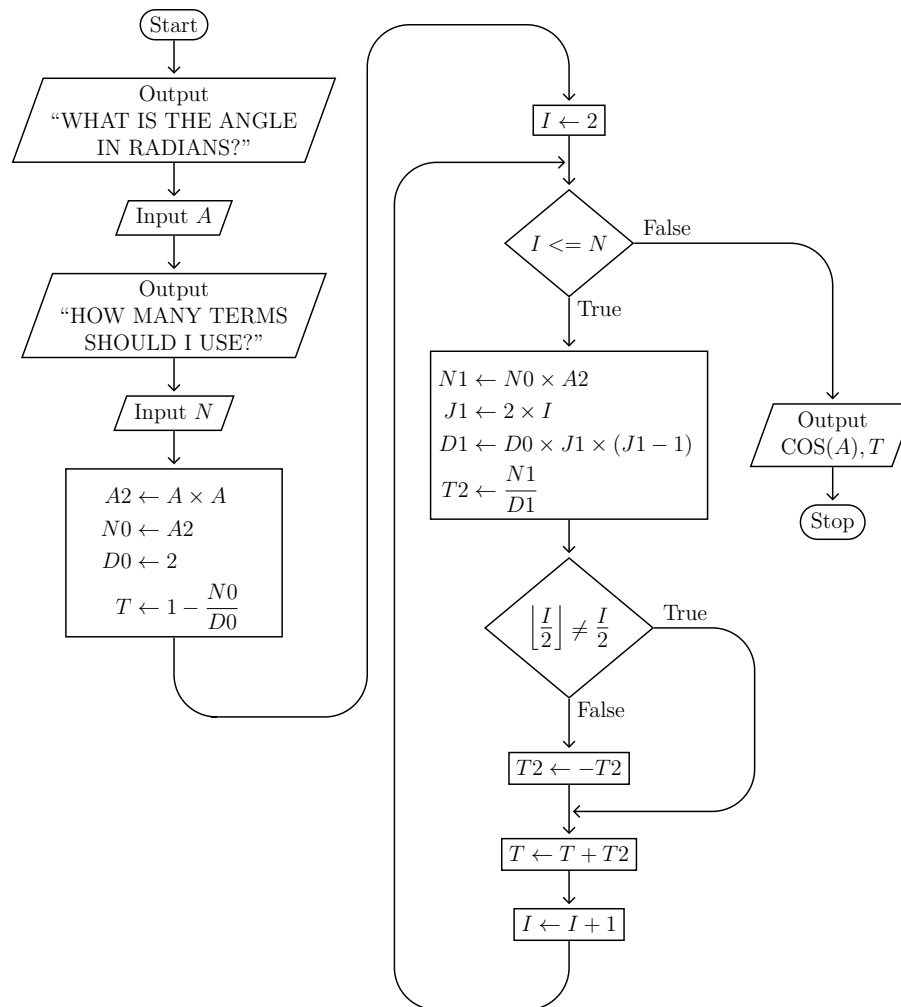 Start
Output
“WHAT IS THE ANGLE
IN RADIANS?”
Input A
Output
“HOW MANY TERMS
SHOULD I USE?”
Input N
A2 ← A × A
N0 ← A2
D0 ← 2
T ← 1 − N0/D0
I ← 2
I <= N
False
True
N1 ← N0 × A2
J1 ← 2 × I
D1 ← D0 × J1 × (J1 − 1)
T2 ← N1/D1
Output
COS(A), T
Stop
⌊I/2⌋ ≠ I/2
True
False
T2 ← −T2
T ← T + T2
I ← I + 1